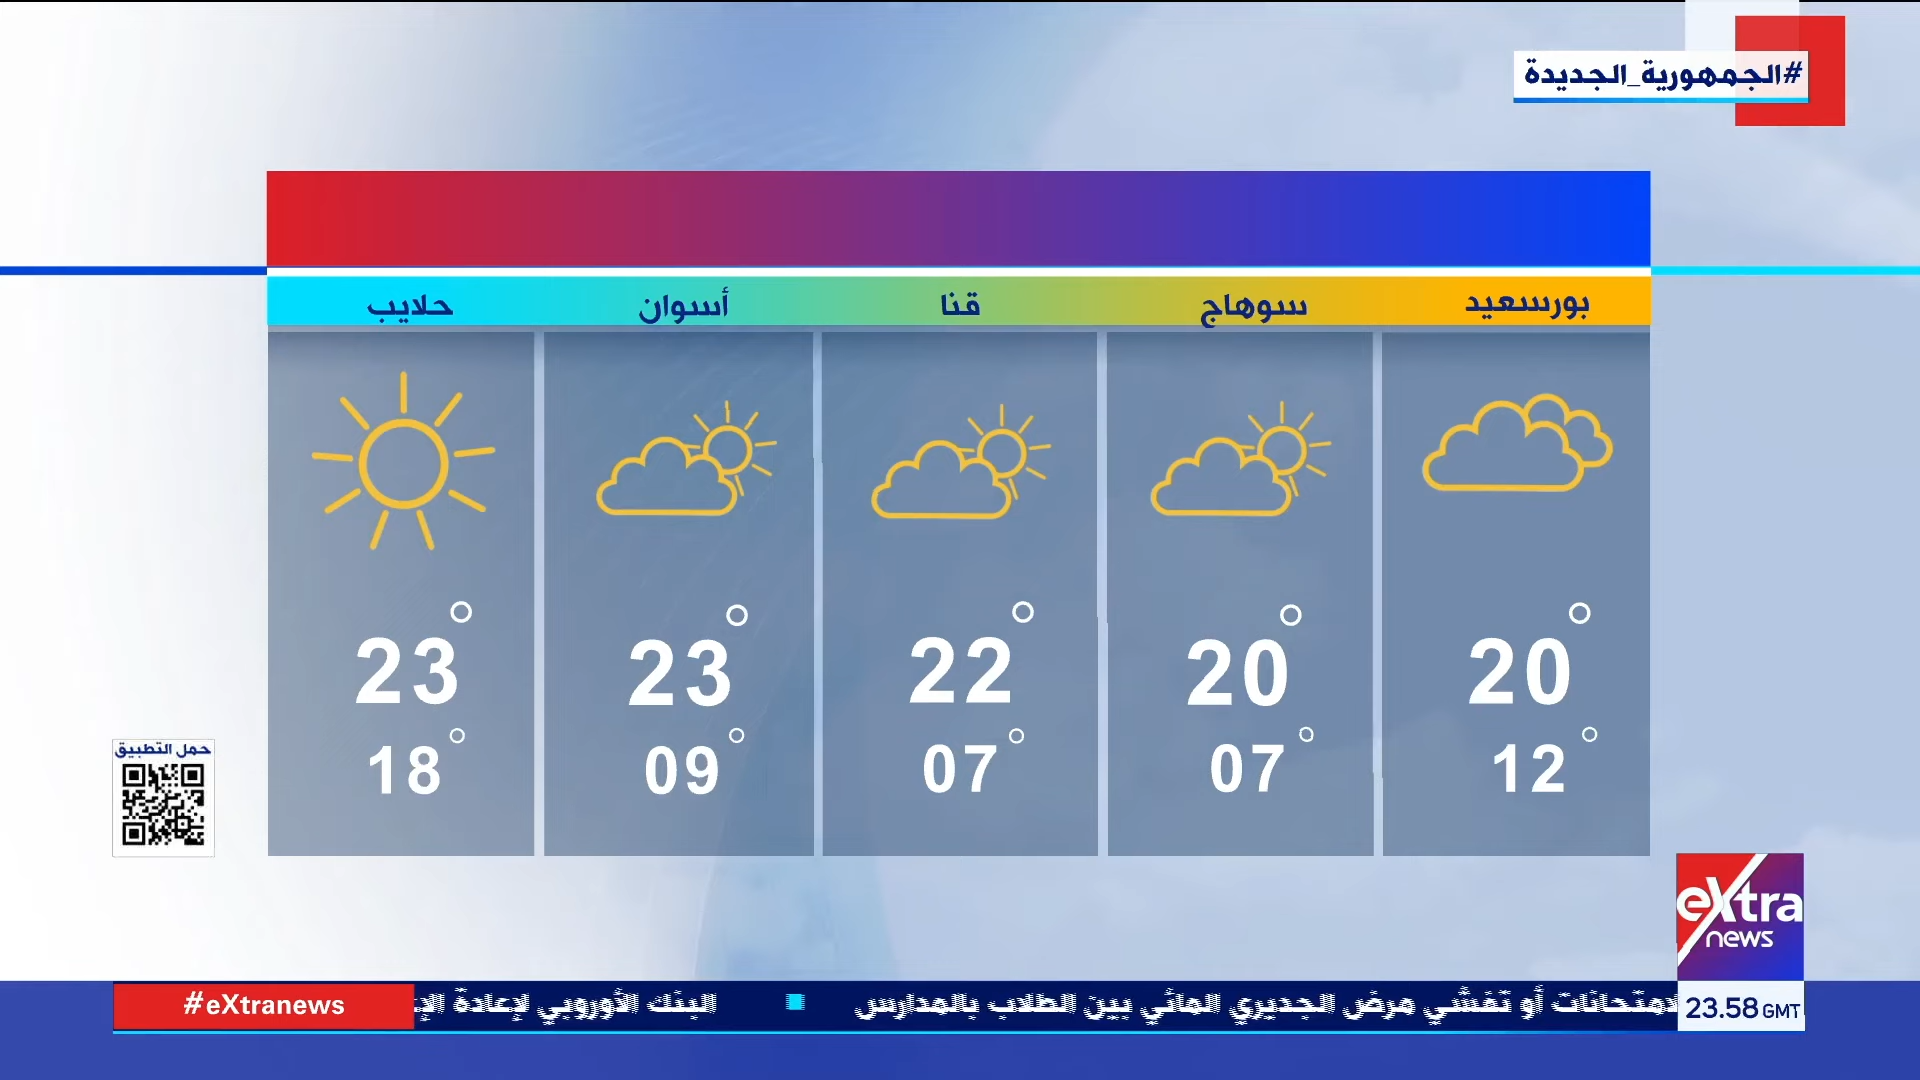 #الجمهورية_الجديدة
بورسعيد سوهاج قنا أسوان حلايب
20° 20° 22° 23° 23°
12° 07° 07° 09° 18°
حمل التطبيق
eXtra
news
امتحانات أو تفشي مرض الجديري المائي بين الطلاب بالمدارس البنك الأوروبي لإعادة
#eXtranews
23.58 GMT